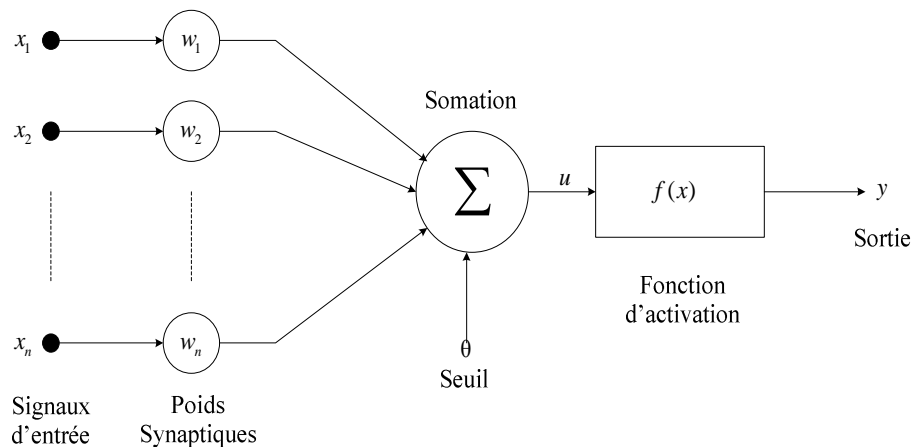 x₁
w₁
Somation
x₂
w₂
∑
u
f(x)
y
Sortie
Fonction
d'activation
θ
Seuil
xₙ
wₙ
Signaux
d'entrée
Poids
Synaptiques